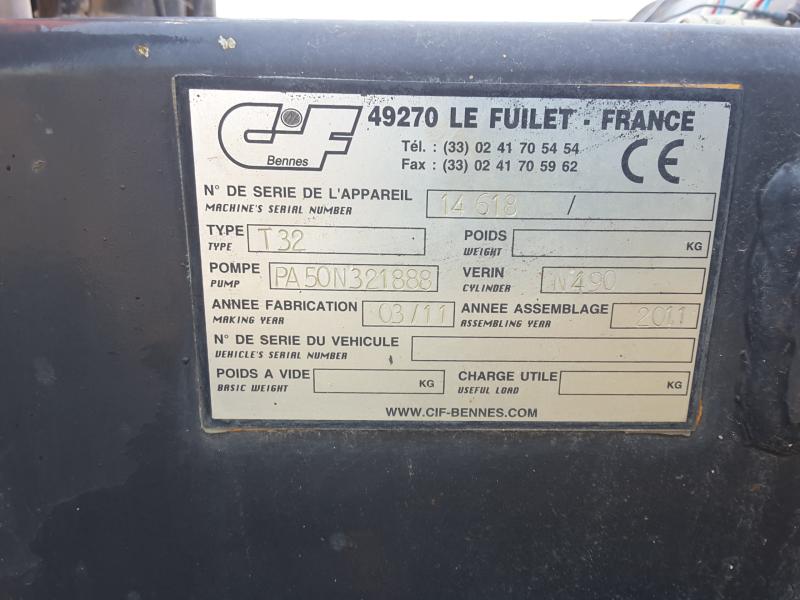 CIF
Bennes
49270 LE FUILET - FRANCE
Tél. : (33) 02 41 70 54 54
Fax : (33) 02 41 70 59 62
CE
N° DE SERIE DE L'APPAREIL 14 618 /
MACHINE'S SERIAL NUMBER
TYPE T32 POIDS KG
TYPE WEIGHT
POMPE PA50N321888 VERIN N490
PUMP CYLINDER
ANNEE FABRICATION 03/11 ANNEE ASSEMBLAGE 2011
MAKING YEAR ASSEMBLING YEAR
N° DE SERIE DU VEHICULE
VEHICLE'S SERIAL NUMBER
POIDS A VIDE KG CHARGE UTILE KG
BASIC WEIGHT USEFUL LOAD
WWW.CIF-BENNES.COM